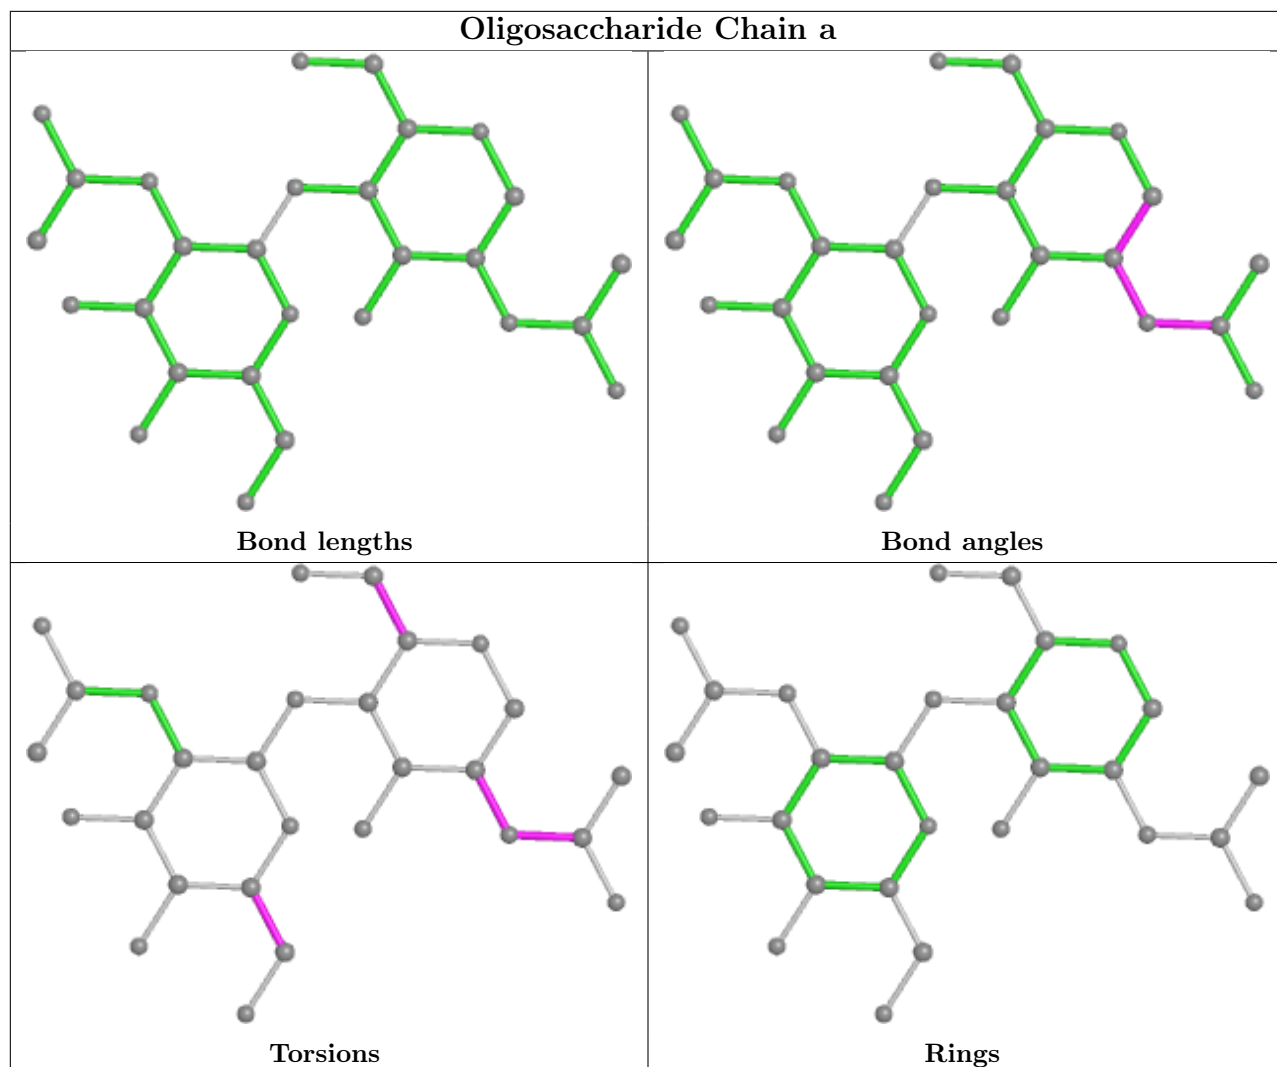 Oligosaccharide Chain a
Bond lengths
Bond angles
Torsions
Rings